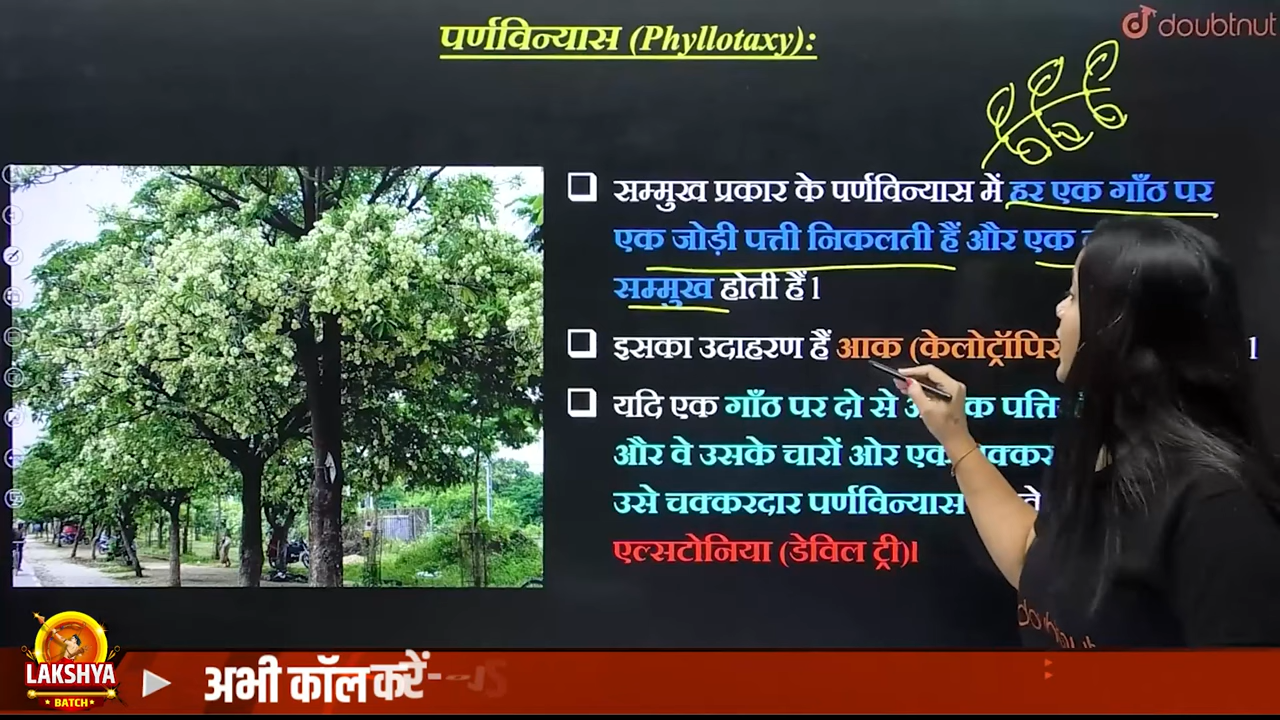 पर्णविन्यास (Phyllotaxy):
doubtnut
सम्मुख प्रकार के पर्णविन्यास में हर एक गाँठ पर
एक जोड़ी पत्ती निकलती हैं और एक
सम्मुख होती हैं।
इसका उदाहरण हैं आक (केलोट्रॉपिस
यदि एक गाँठ पर दो से
और वे उसके चारों ओर एक
उसे चक्करदार पर्णविन्यास
एल्सटोनिया (डेविल ट्री)।
LAKSHYA
BATCH
अभी कॉल करें-